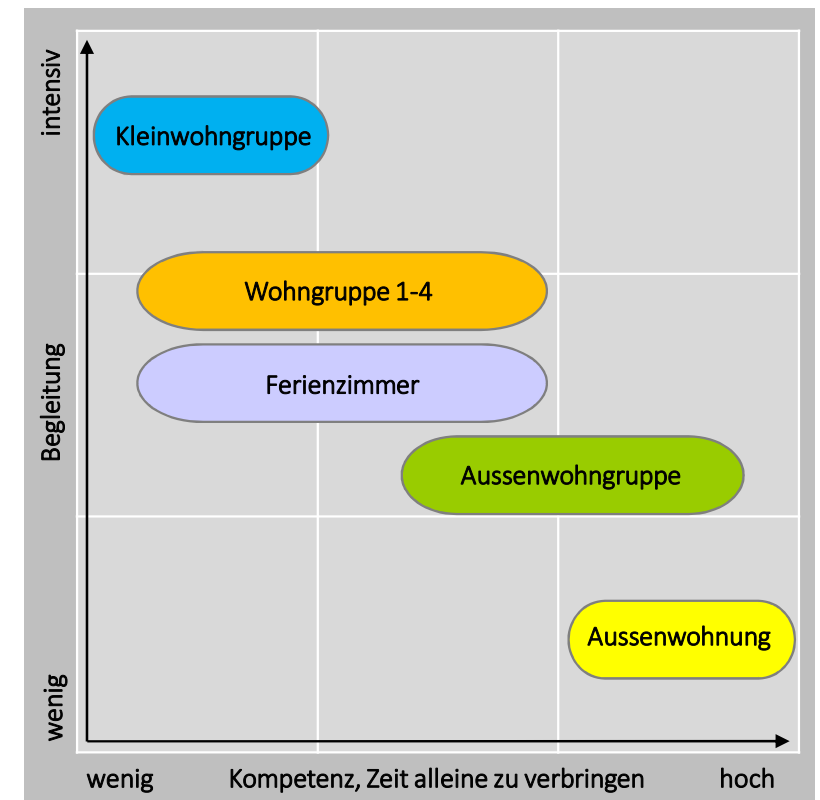 intensiv
Kleinwohngruppe
Wohngruppe 1-4
Begleitung
Ferienzimmer
Aussenwohngruppe
Aussenwohnung
wenig
wenig
Kompetenz, Zeit alleine zu verbringen
hoch